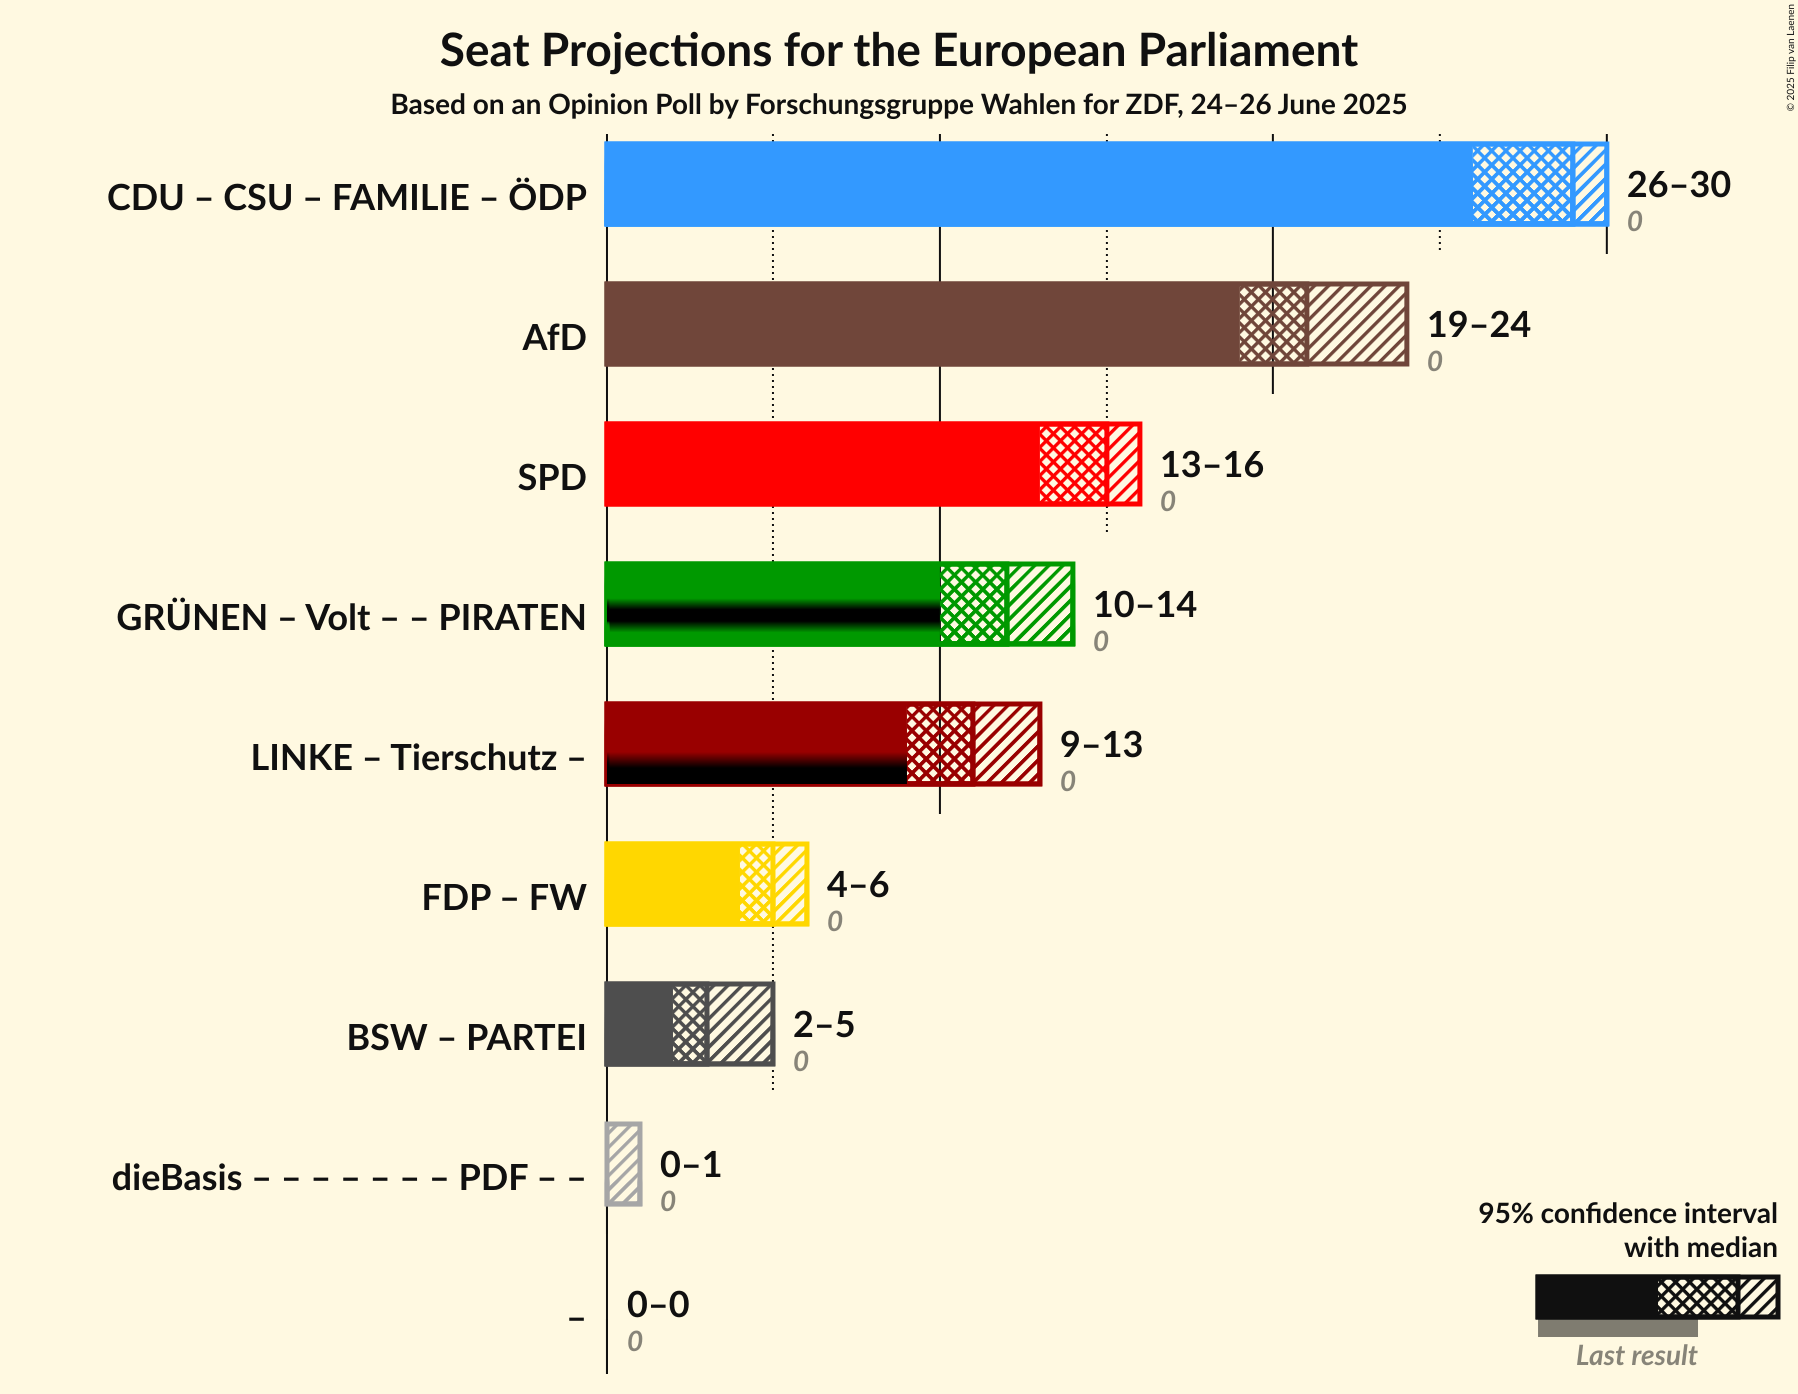 © 2025 Filip van Laenen
Seat Projections for the European Parliament
Based on an Opinion Poll by Forschungsgruppe Wahlen for ZDF, 24–26 June 2025
CDU – CSU – FAMILIE – ÖDP
26–30
0
AfD
19–24
0
SPD
13–16
0
GRÜNEN – Volt – – PIRATEN
10–14
0
LINKE – Tierschutz –
9–13
0
FDP – FW
4–6
0
BSW – PARTEI
2–5
0
dieBasis – – – – – – – PDF – –
0–1
0
–
0–0
0
95% confidence interval
with median
Last result